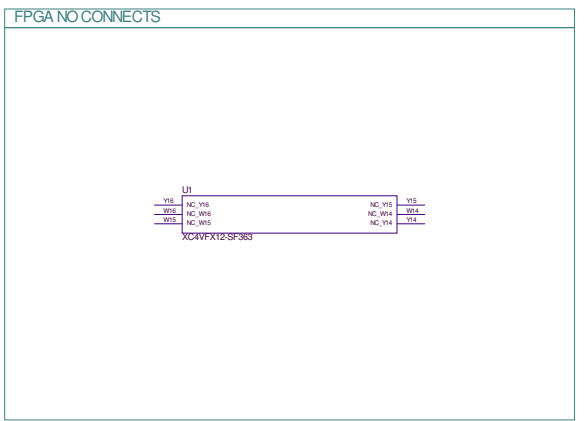 FPGA NO CONNECTS
U1
Y16 NC_Y16 NC_Y15 Y15
W16 NC_W16 NC_W14 W14
W15 NC_W15 NC_Y14 Y14
XC4VFX12-SF363